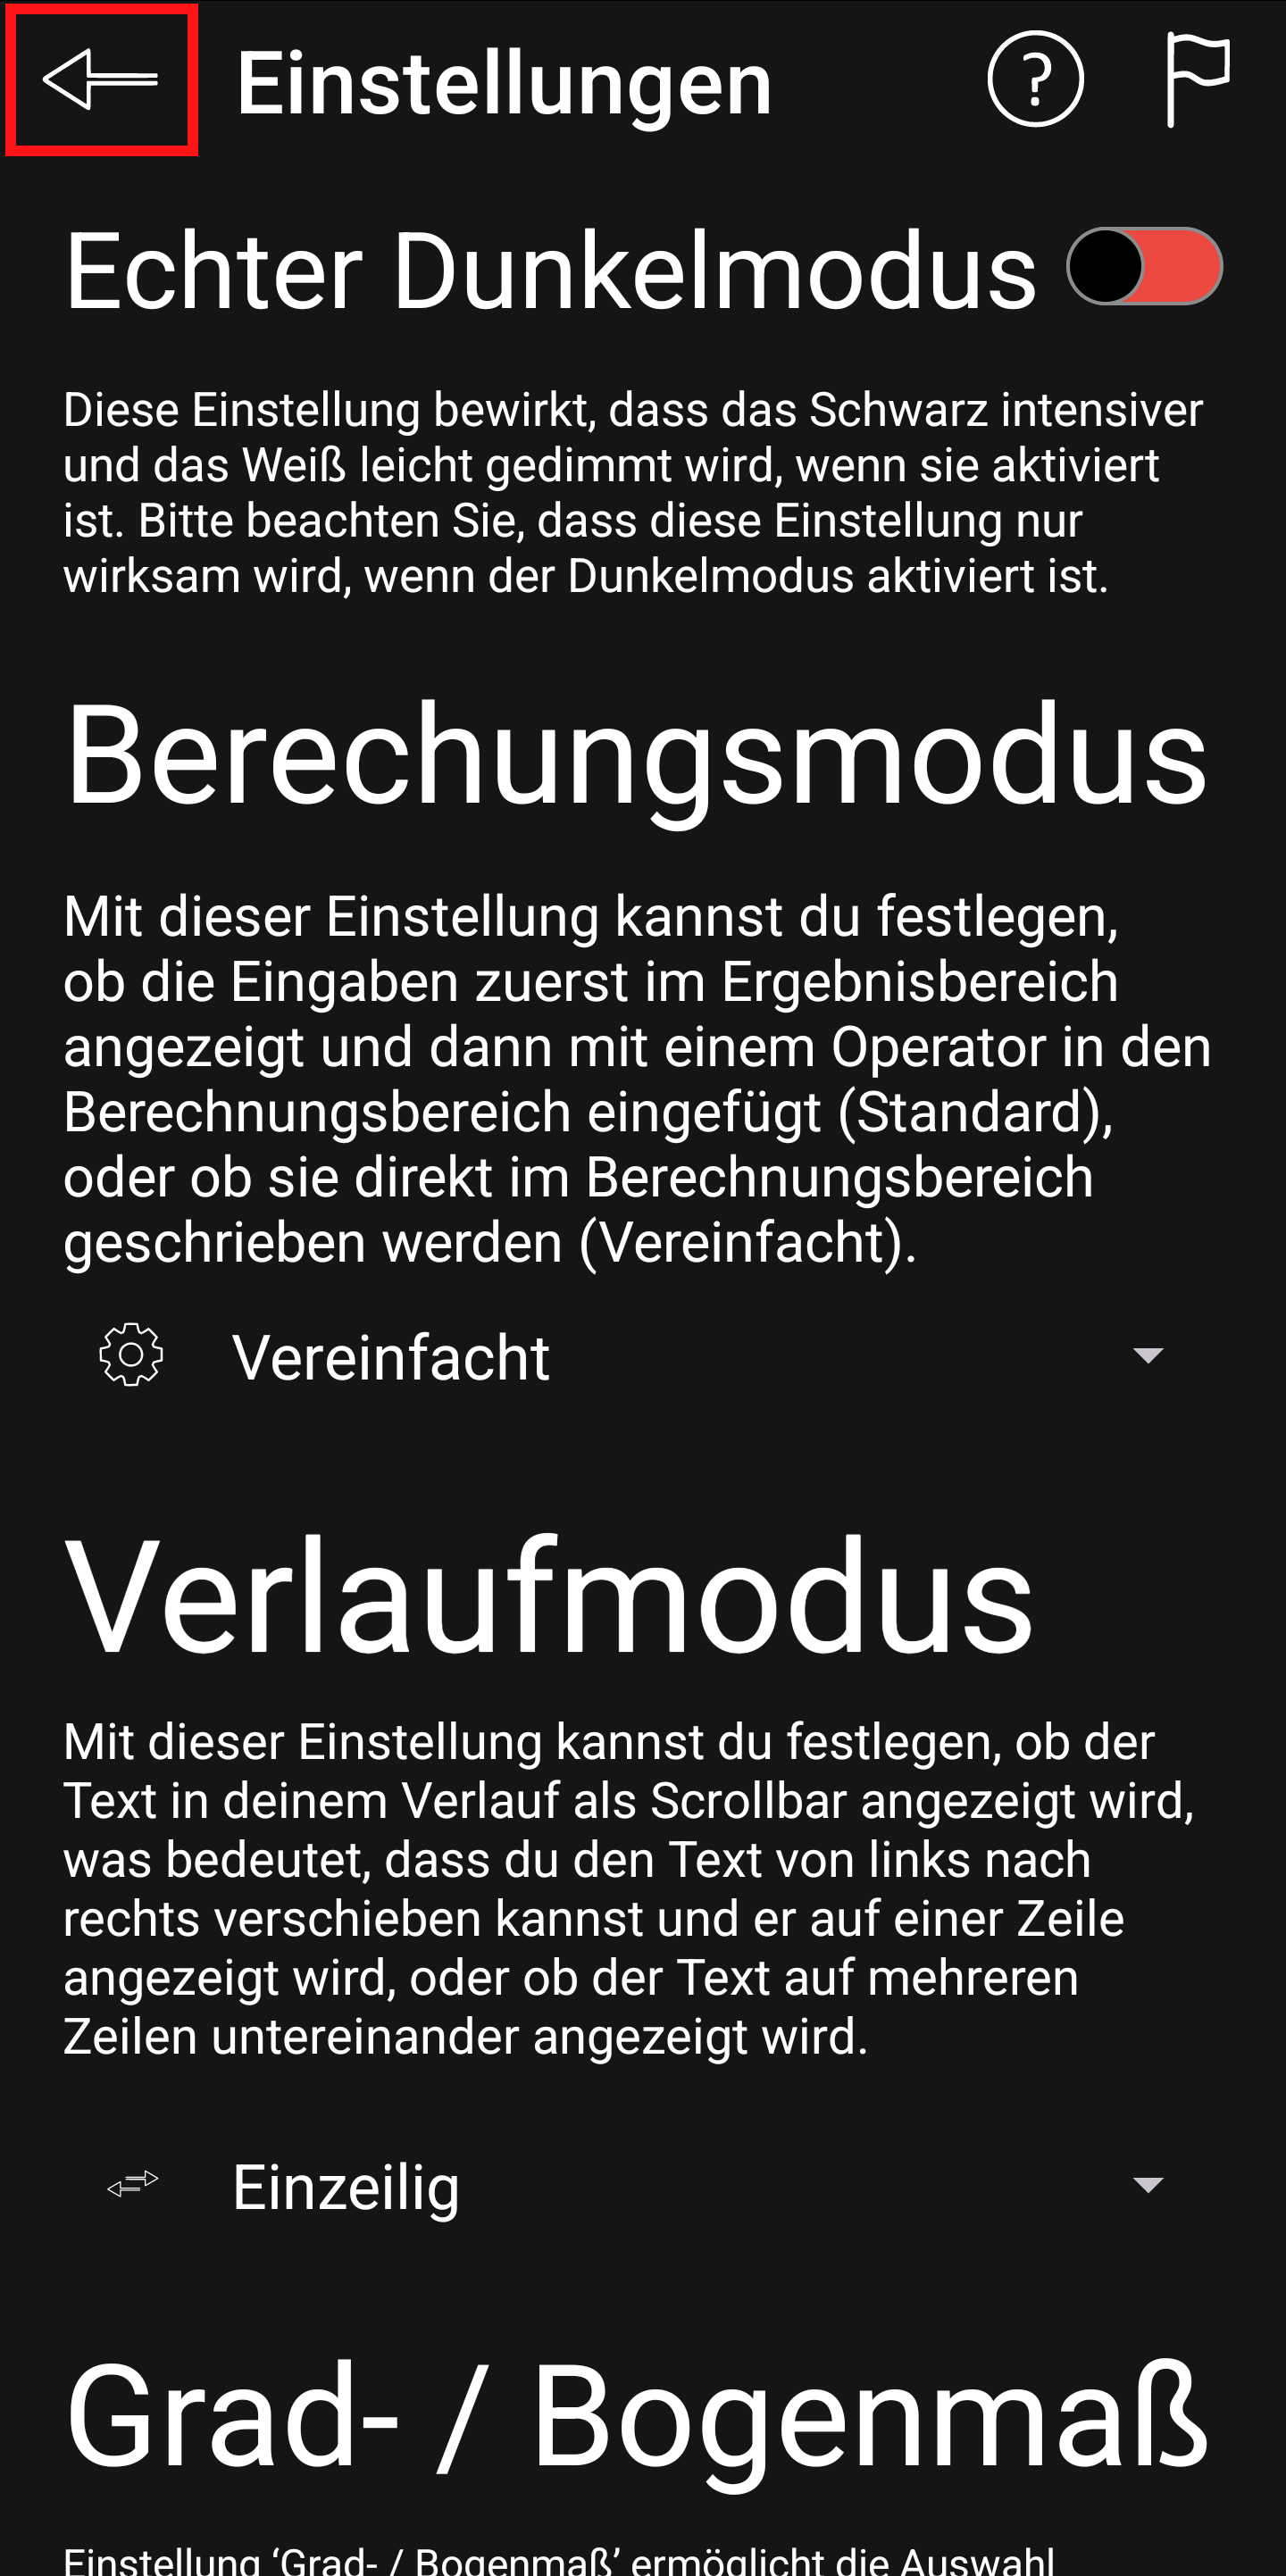 Einstellungen
?
Echter Dunkelmodus
Diese Einstellung bewirkt, dass das Schwarz intensiver
und das Weiß leicht gedimmt wird, wenn sie aktiviert
ist. Bitte beachten Sie, dass diese Einstellung nur
wirksam wird, wenn der Dunkelmodus aktiviert ist.
Berechungsmodus
Mit dieser Einstellung kannst du festlegen,
ob die Eingaben zuerst im Ergebnisbereich
angezeigt und dann mit einem Operator in den
Berechnungsbereich eingefügt (Standard),
oder ob sie direkt im Berechnungsbereich
geschrieben werden (Vereinfacht).
Vereinfacht
Verlaufmodus
Mit dieser Einstellung kannst du festlegen, ob der
Text in deinem Verlauf als Scrollbar angezeigt wird,
was bedeutet, dass du den Text von links nach
rechts verschieben kannst und er auf einer Zeile
angezeigt wird, oder ob der Text auf mehreren
Zeilen untereinander angezeigt wird.
Einzeilig
Grad- / Bogenmaß
Einstellung ‘Grad- / Bogenmaß’ ermöglicht die Auswahl